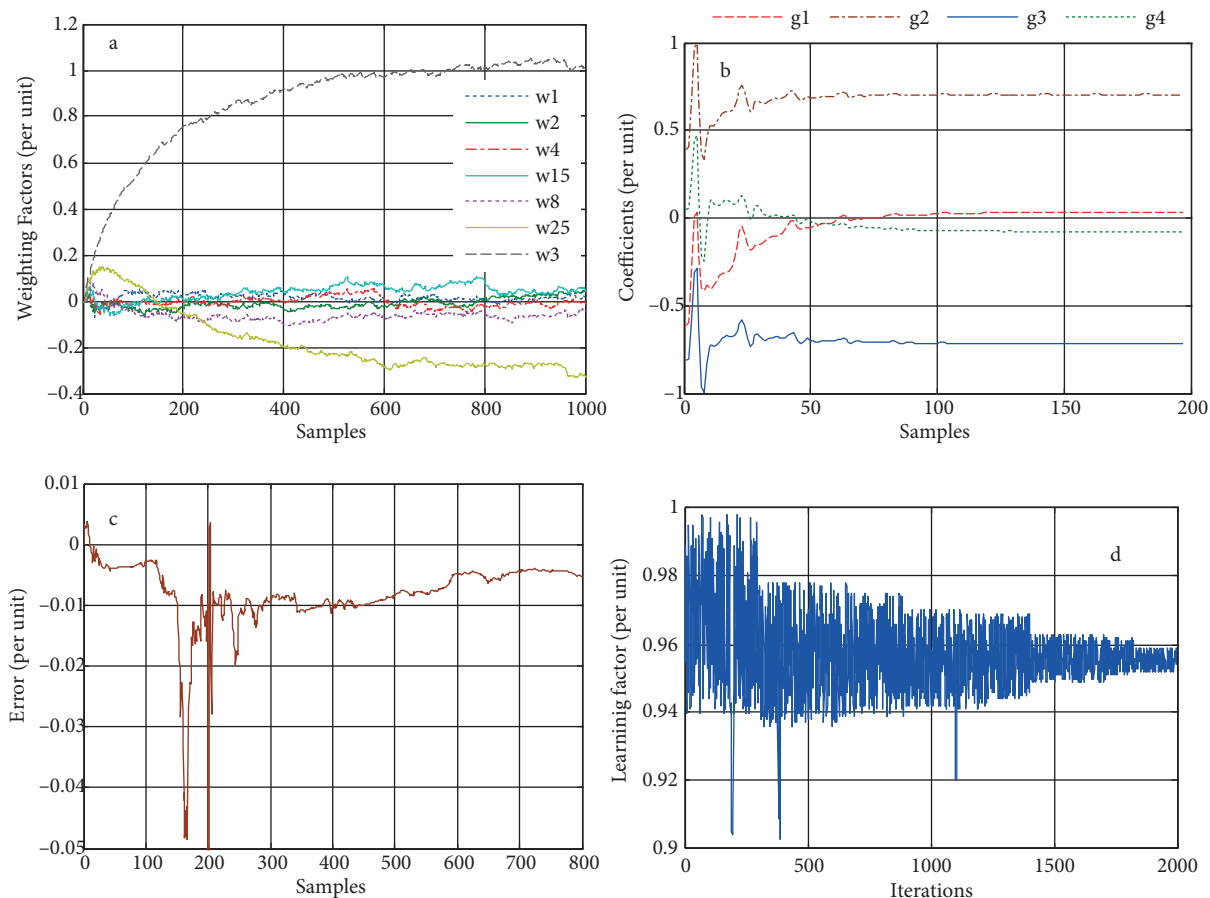 1.2
1
0.8
0.6
0.4
0.2
0
–0.2
–0.4
0
200
400
600
800
1000
Weighting Factors (per unit)
Samples
a
w1
w2
w4
w15
w8
w25
w3
g1
g2
g3
g4
1
0.5
0
–0.5
–1
0
50
100
150
200
Coefficients (per unit)
Samples
b
0.01
0
–0.01
–0.02
–0.03
–0.04
–0.05
0
100
200
300
400
500
600
700
800
Error (per unit)
Samples
c
1
0.98
0.96
0.94
0.92
0.9
0
500
1000
1500
2000
Learninig factor (per unit)
Iterations
d